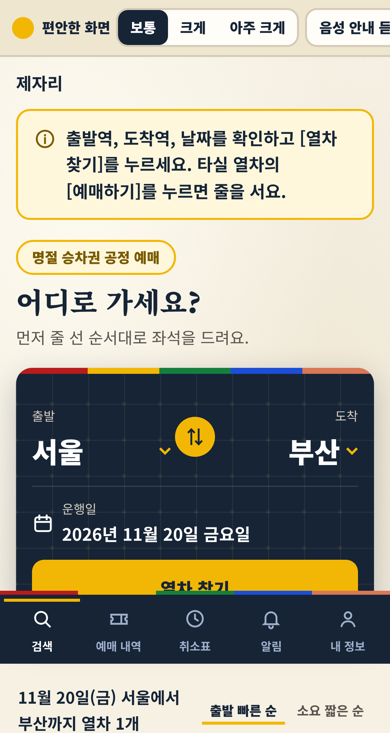 편안한 화면
보통
크게
아주 크게
음성 안내
제자리
출발역, 도착역, 날짜를 확인하고 [열차
찾기]를 누르세요. 타실 열차의
[예매하기]를 누르면 줄을 서요.
명절 승차권 공정 예매
어디로 가세요?
먼저 줄 선 순서대로 좌석을 드려요.
출발
도착
서울
부산
운행일
2026년 11월 20일 금요일
열차 찾기
검색
예매 내역
취소표
알림
내 정보
11월 20일(금) 서울에서
부산까지 열차 1개
출발 빠른 순
소요 짧은 순